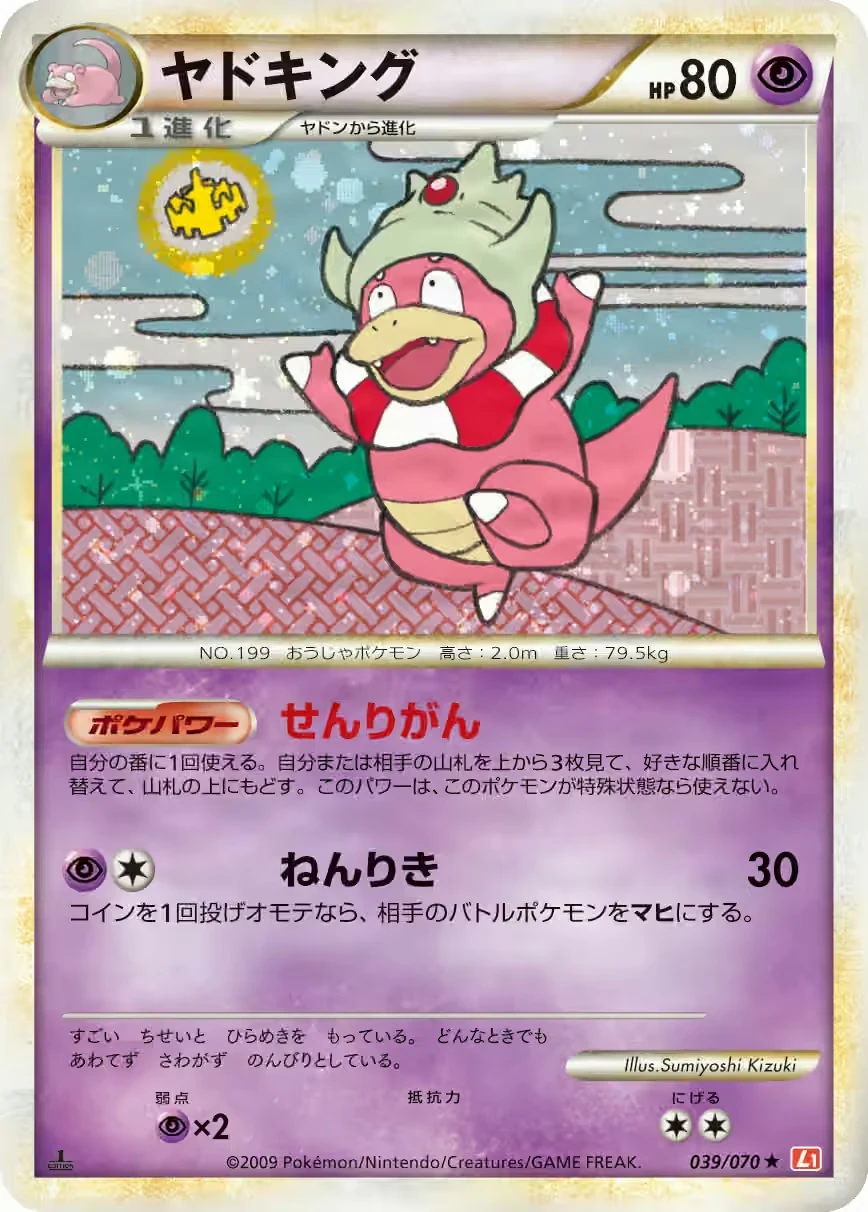 ヤドキング
HP80
1進化
ヤドンから進化
NO.199 おうじゃポケモン 高さ:2.0m 重さ:79.5kg
ポケパワー せんりがん
自分の番に1回使える。自分または相手の山札を上から3枚見て、好きな順番に入れ
替えて、山札の上にもどす。このパワーは、このポケモンが特殊状態なら使えない。
ねんりき 30
コインを1回投げオモテなら、相手のバトルポケモンをマヒにする。
すごい ちせいと ひらめきを もっている。 どんなときでも
あわてず さわがず のんびりとしている。
Illus.Sumiyoshi Kizuki
弱点 抵抗力 にげる
×2
1 EDITION
©2009 Pokémon/Nintendo/Creatures/GAME FREAK.
039/070 ★ L1